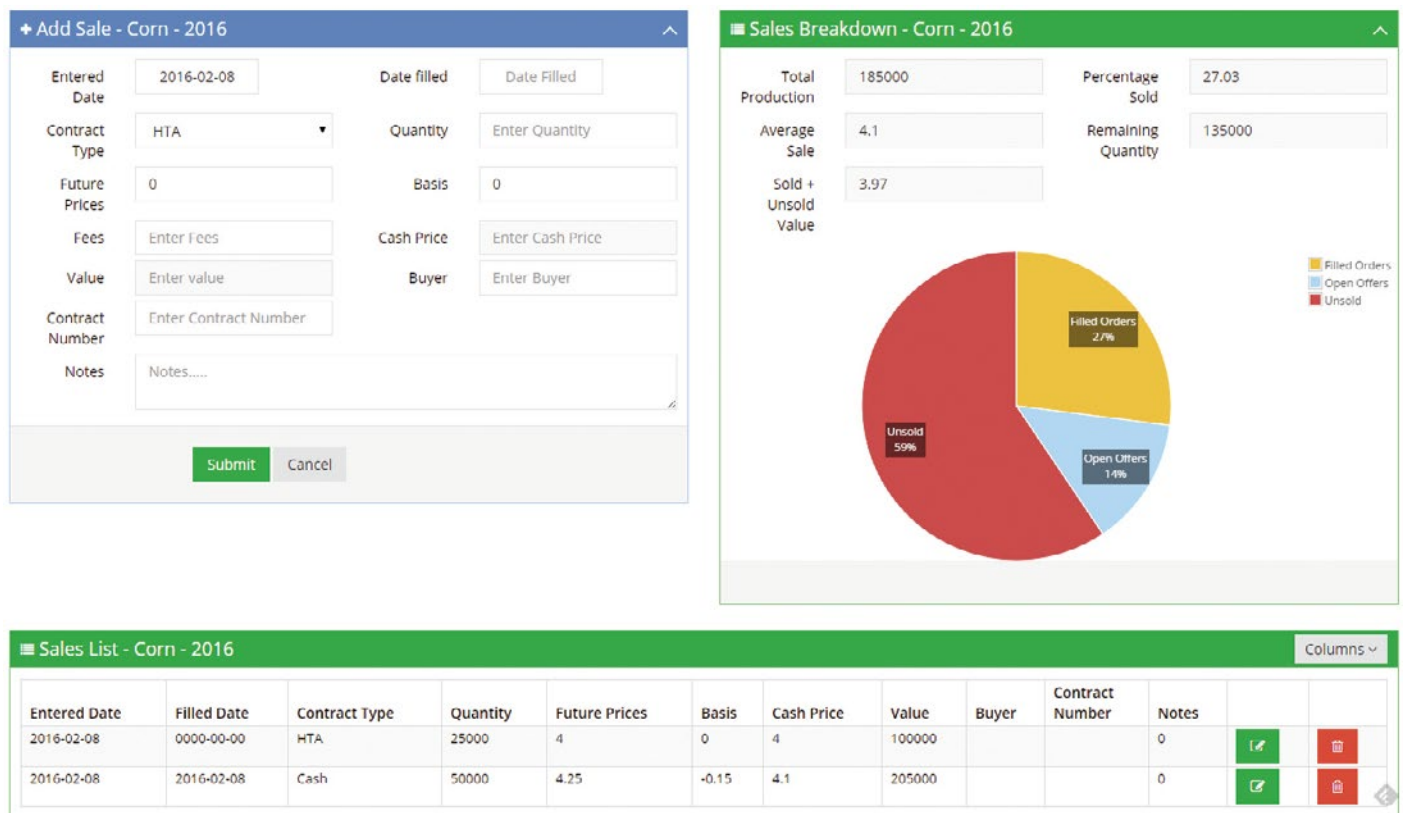 Add Sale - Corn - 2016
Entered Date 2016-02-08 Date filled Date Filled
Contract Type HTA Quantity Enter Quantity
Future Prices 0 Basis 0
Fees Enter Fees Cash Price Enter Cash Price
Value Enter value Buyer Enter Buyer
Contract Number Enter Contract Number
Notes Notes.....
Submit Cancel
Sales Breakdown - Corn - 2016
Total Production 185000 Percentage Sold 27.03
Average Sale 4.1 Remaining Quantity 135000
Sold + Unsold Value 3.97
Filled Orders
Open Offers
Unsold
Filled Orders
27%
Unsold
59%
Open Offers
14%
Sales List - Corn - 2016 Columns
Entered Date Filled Date Contract Type Quantity Future Prices Basis Cash Price Value Buyer Contract Number Notes
2016-02-08 0000-00-00 HTA 25000 4 0 4 100000 0
2016-02-08 2016-02-08 Cash 50000 4.25 -0.15 4.1 205000 0